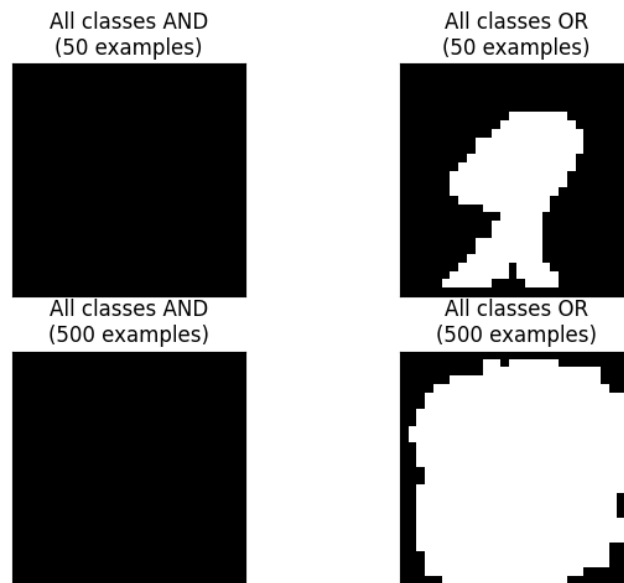 All classes AND
(50 examples)
All classes OR
(50 examples)
All classes AND
(500 examples)
All classes OR
(500 examples)